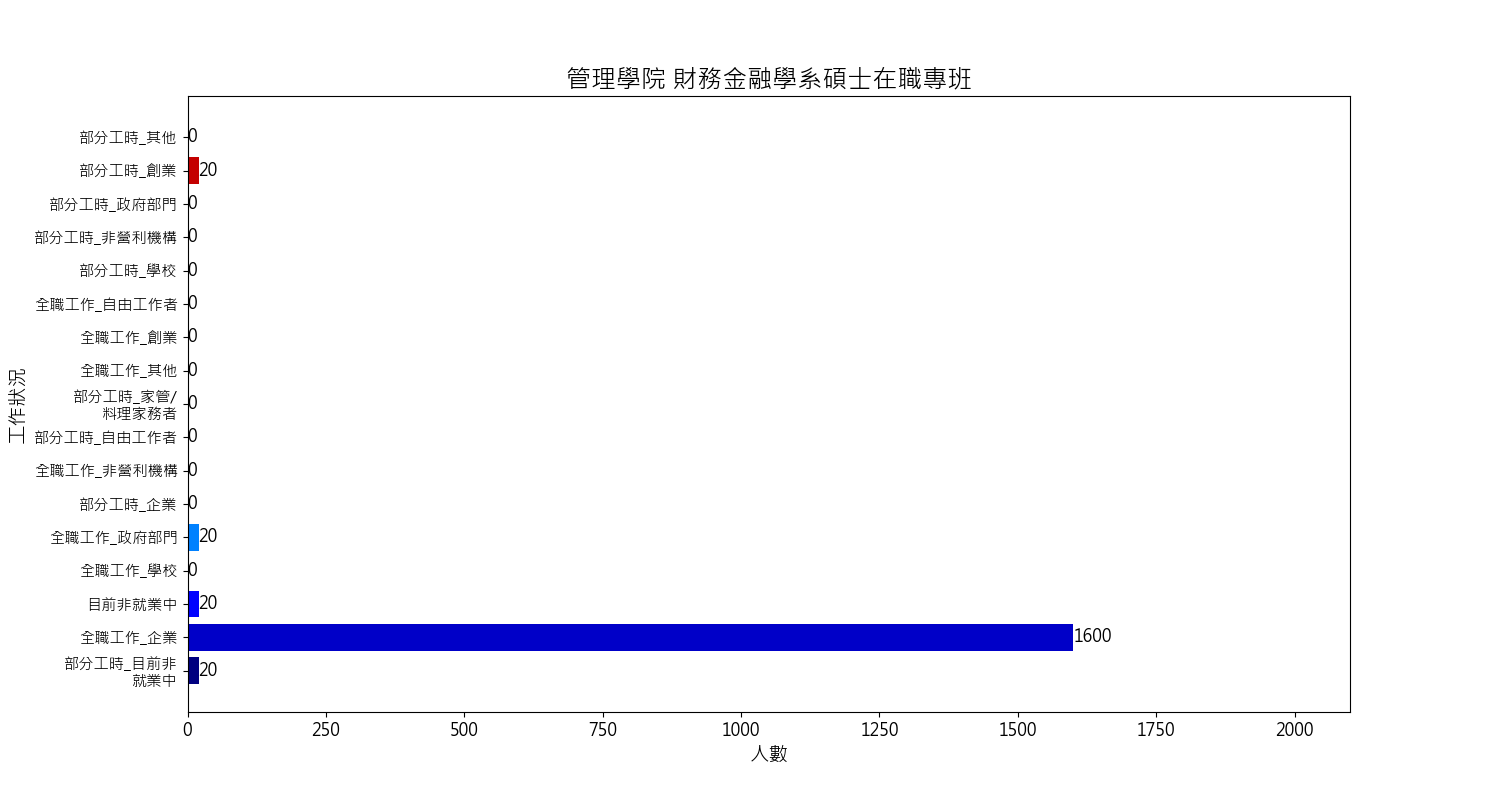 管理學院 財務金融學系碩士在職專班
工作狀況
部分工時_其他 0
部分工時_創業 20
部分工時_政府部門 0
部分工時_非營利機構 0
部分工時_學校 0
全職工作_自由工作者 0
全職工作_創業 0
全職工作_其他 0
部分工時_家管/
料理家務者 0
部分工時_自由工作者 0
全職工作_非營利機構 0
部分工時_企業 0
全職工作_政府部門 20
全職工作_學校 0
目前非就業中 20
全職工作_企業 1600
部分工時_目前非
就業中 20
0 250 500 750 1000 1250 1500 1750 2000
人數